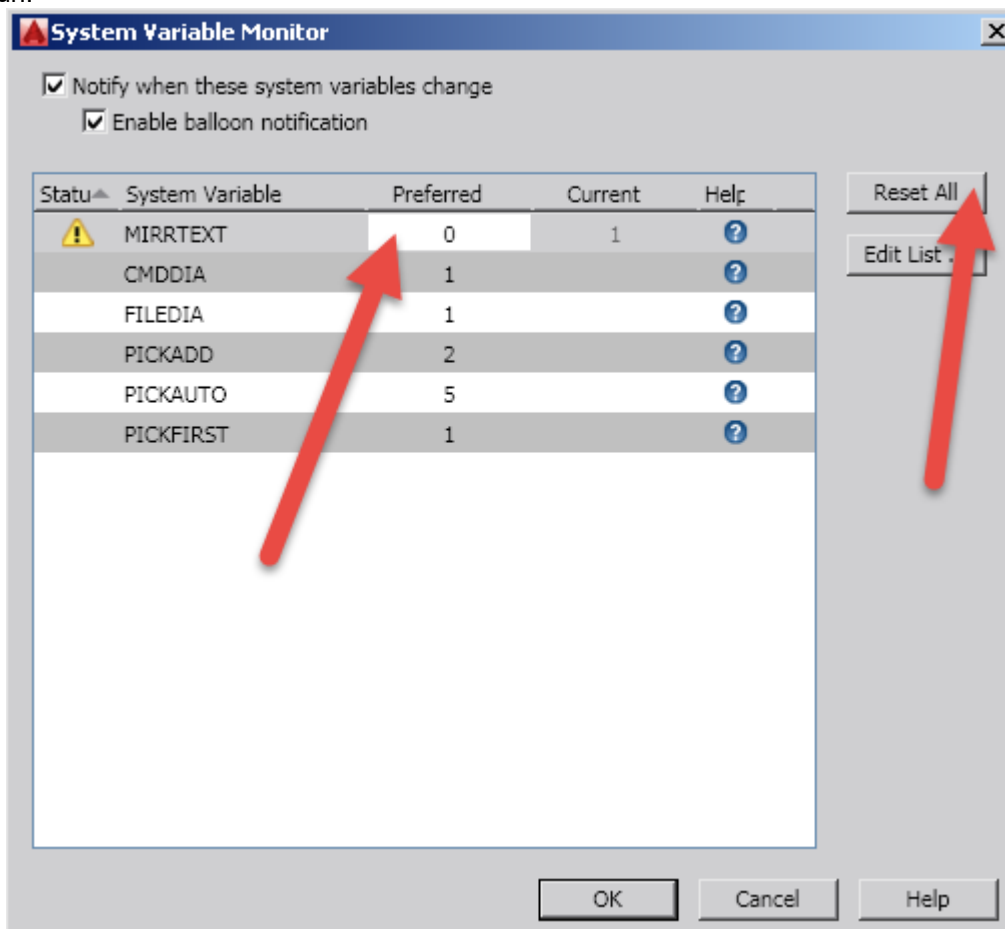 System Variable Monitor
Notify when these system variables change
Enable balloon notification
Statu System Variable Preferred Current Help
MIRRTEXT 0 1
CMDDIA 1
FILEDIA 1
PICKADD 2
PICKAUTO 5
PICKFIRST 1
Reset All
Edit List
OK Cancel Help